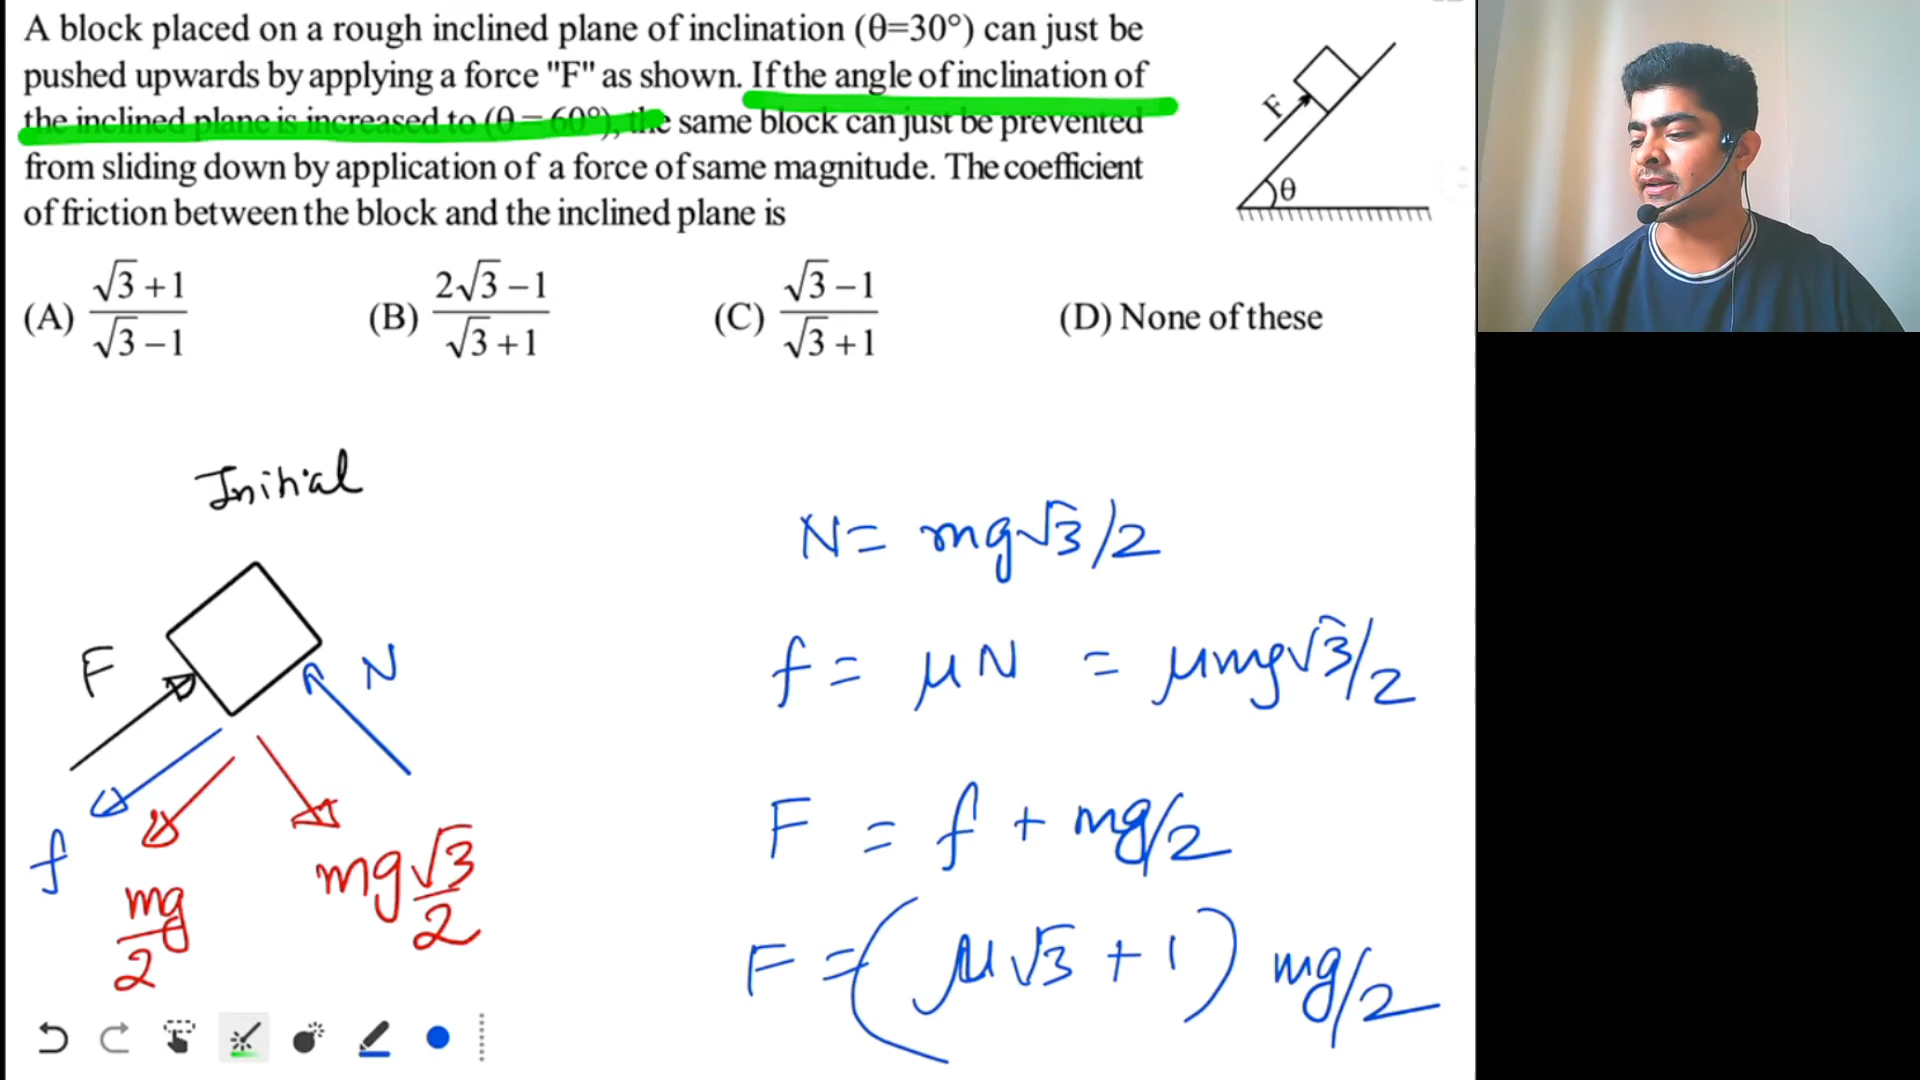 A block placed on a rough inclined plane of inclination (θ=30°) can just be
pushed upwards by applying a force "F" as shown. If the angle of inclination of
the inclined plane is increased to (θ = 60°), the same block can just be prevented
from sliding down by application of a force of same magnitude. The coefficient
of friction between the block and the inclined plane is
F
θ
(A) (√3+1)/(√3−1) (B) (2√3−1)/(√3+1) (C) (√3−1)/(√3+1) (D) None of these
Initial
F
N
f
mg/2
mg√3/2
N = mg√3/2
f = μN = μmg√3/2
F = f + mg/2
F = (μ√3 + 1) mg/2